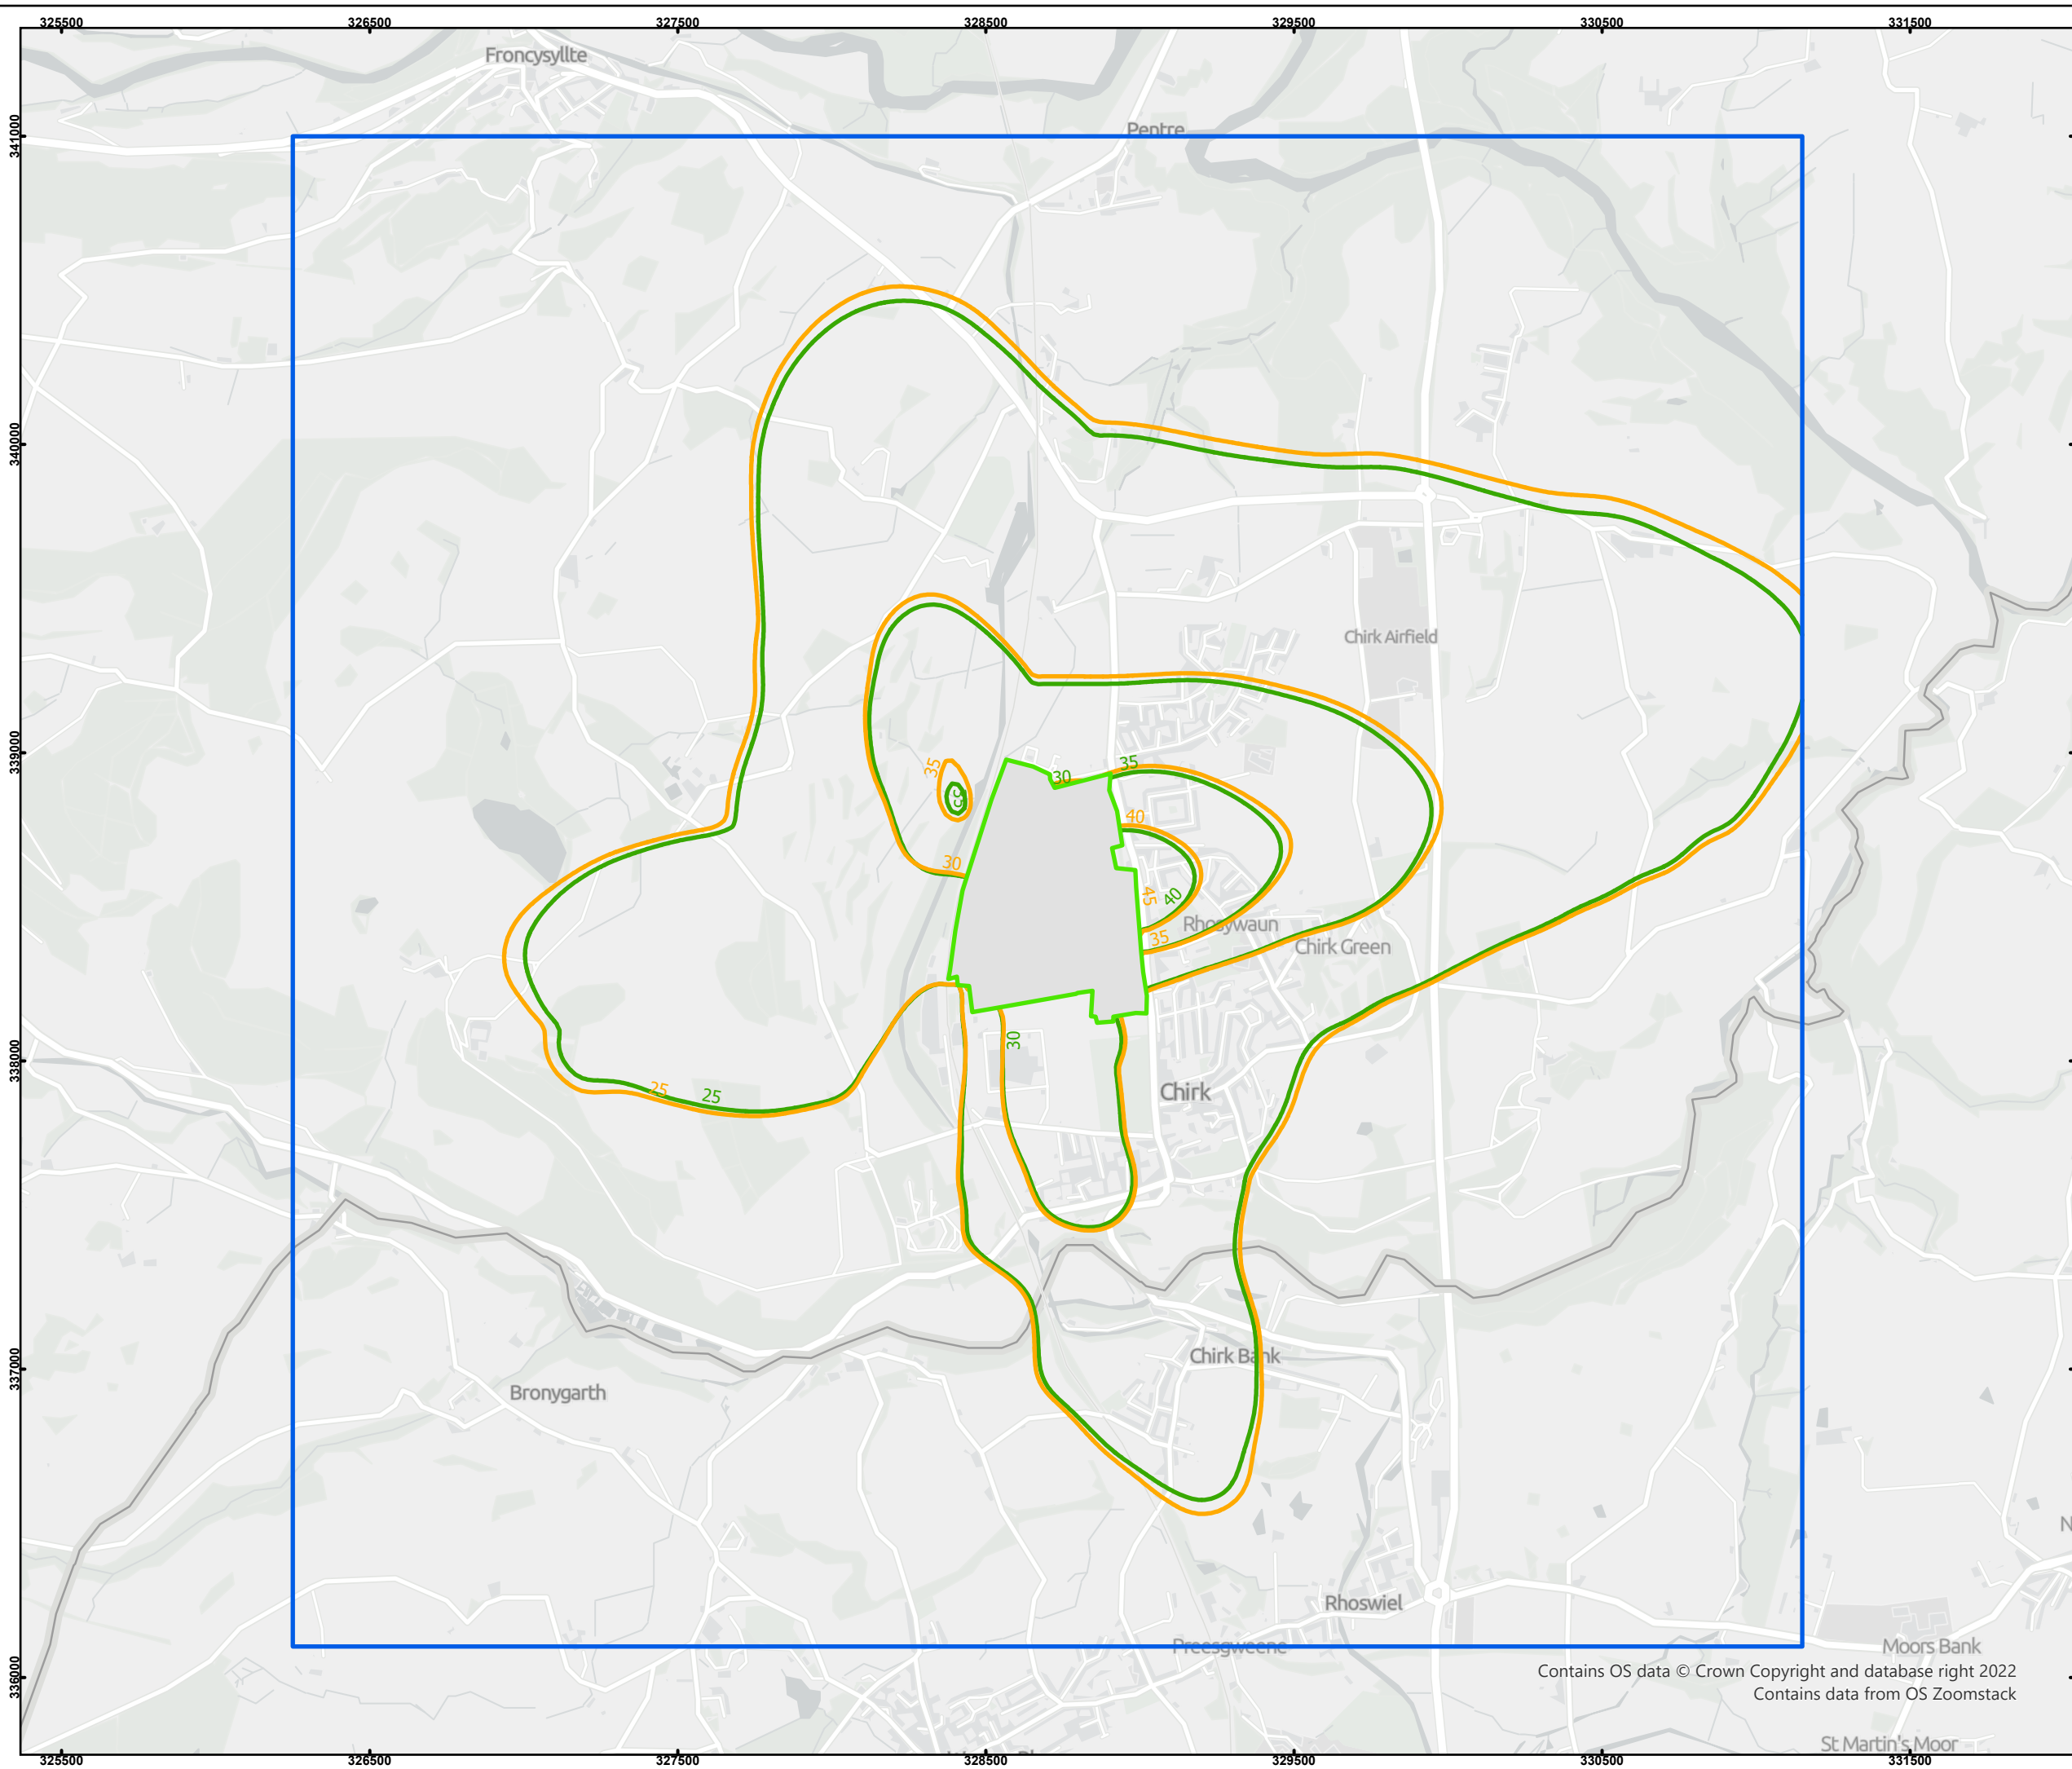 325500 326500 327500 328500 329500 330500 331500
Froncysyllte
Pentre
341000
340000
Chirk Airfield
339000
35
30
35
35
40
30
45
40
Rhosywaun
35
Chirk Green
30
338000
25
25
Chirk
337000
Chirk Bank
Bronygarth
Rhoswiel
Preesgweene
Moors Bank
336000
Contains OS data © Crown Copyright and database right 2022
Contains data from OS Zoomstack
St Martin's Moor
325500 326500 327500 328500 329500 330500 331500